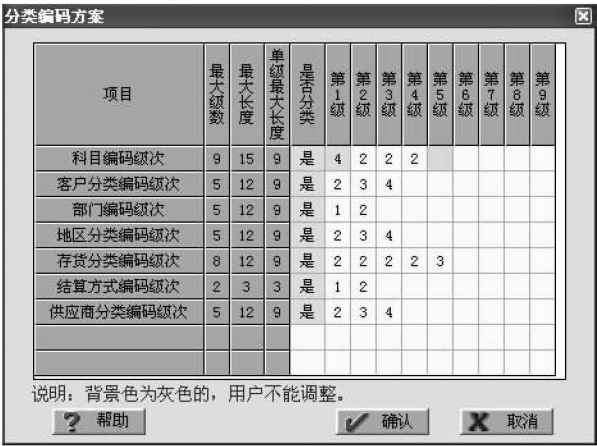 分类编码方案
项目 最大级数 最大长度 单级最大长度 是否分类 第1级 第2级 第3级 第4级 第5级 第6级 第7级 第8级 第9级
科目编码级次 9 15 9 是 4 2 2 2
客户分类编码级次 5 12 9 是 2 3 4
部门编码级次 5 12 9 是 1 2
地区分类编码级次 5 12 9 是 2 3 4
存货分类编码级次 8 12 9 是 2 2 2 2 3
结算方式编码级次 2 3 3 是 1 2
供应商分类编码级次 5 12 9 是 2 3 4
说明：背景色为灰色的，用户不能调整。
帮助 确认 取消